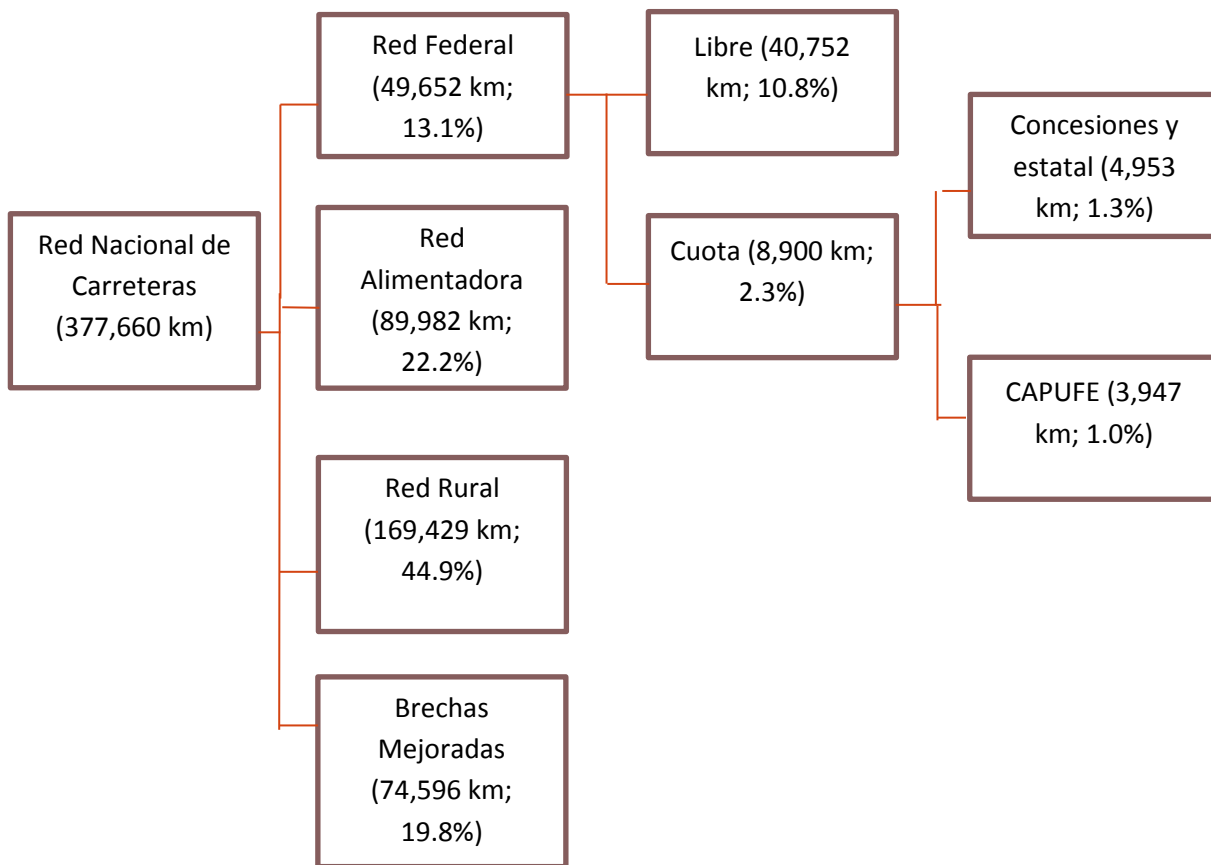 Red Nacional de
Carreteras
(377,660 km)
Red Federal
(49,652 km;
13.1%)
Red
Alimentadora
(89,982 km;
22.2%)
Red Rural
(169,429 km;
44.9%)
Brechas
Mejoradas
(74,596 km;
19.8%)
Libre (40,752
km; 10.8%)
Cuota (8,900 km;
2.3%)
Concesiones y
estatal (4,953
km; 1.3%)
CAPUFE (3,947
km; 1.0%)